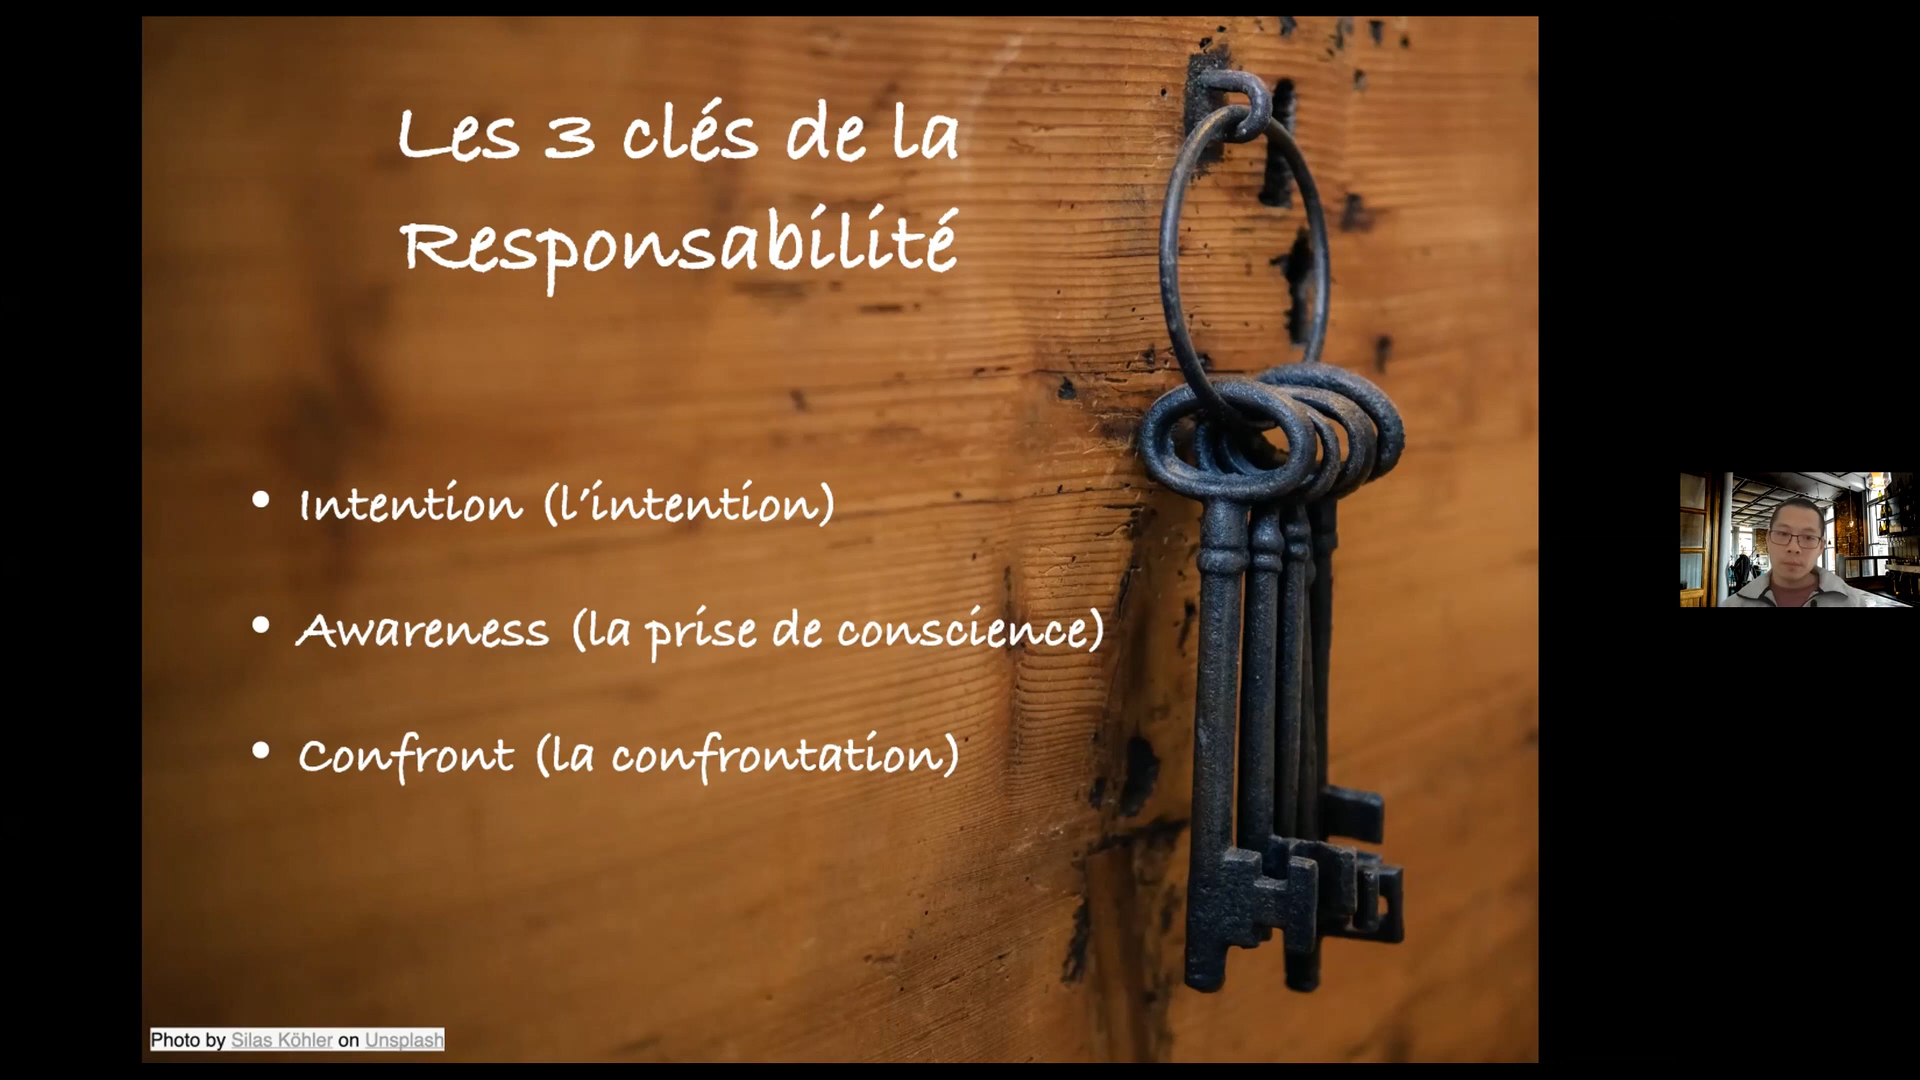 Les 3 clés de la
Responsabilité
• Intention (l'intention)
• Awareness (la prise de conscience)
• Confront (la confrontation)
Photo by Silas Köhler on Unsplash